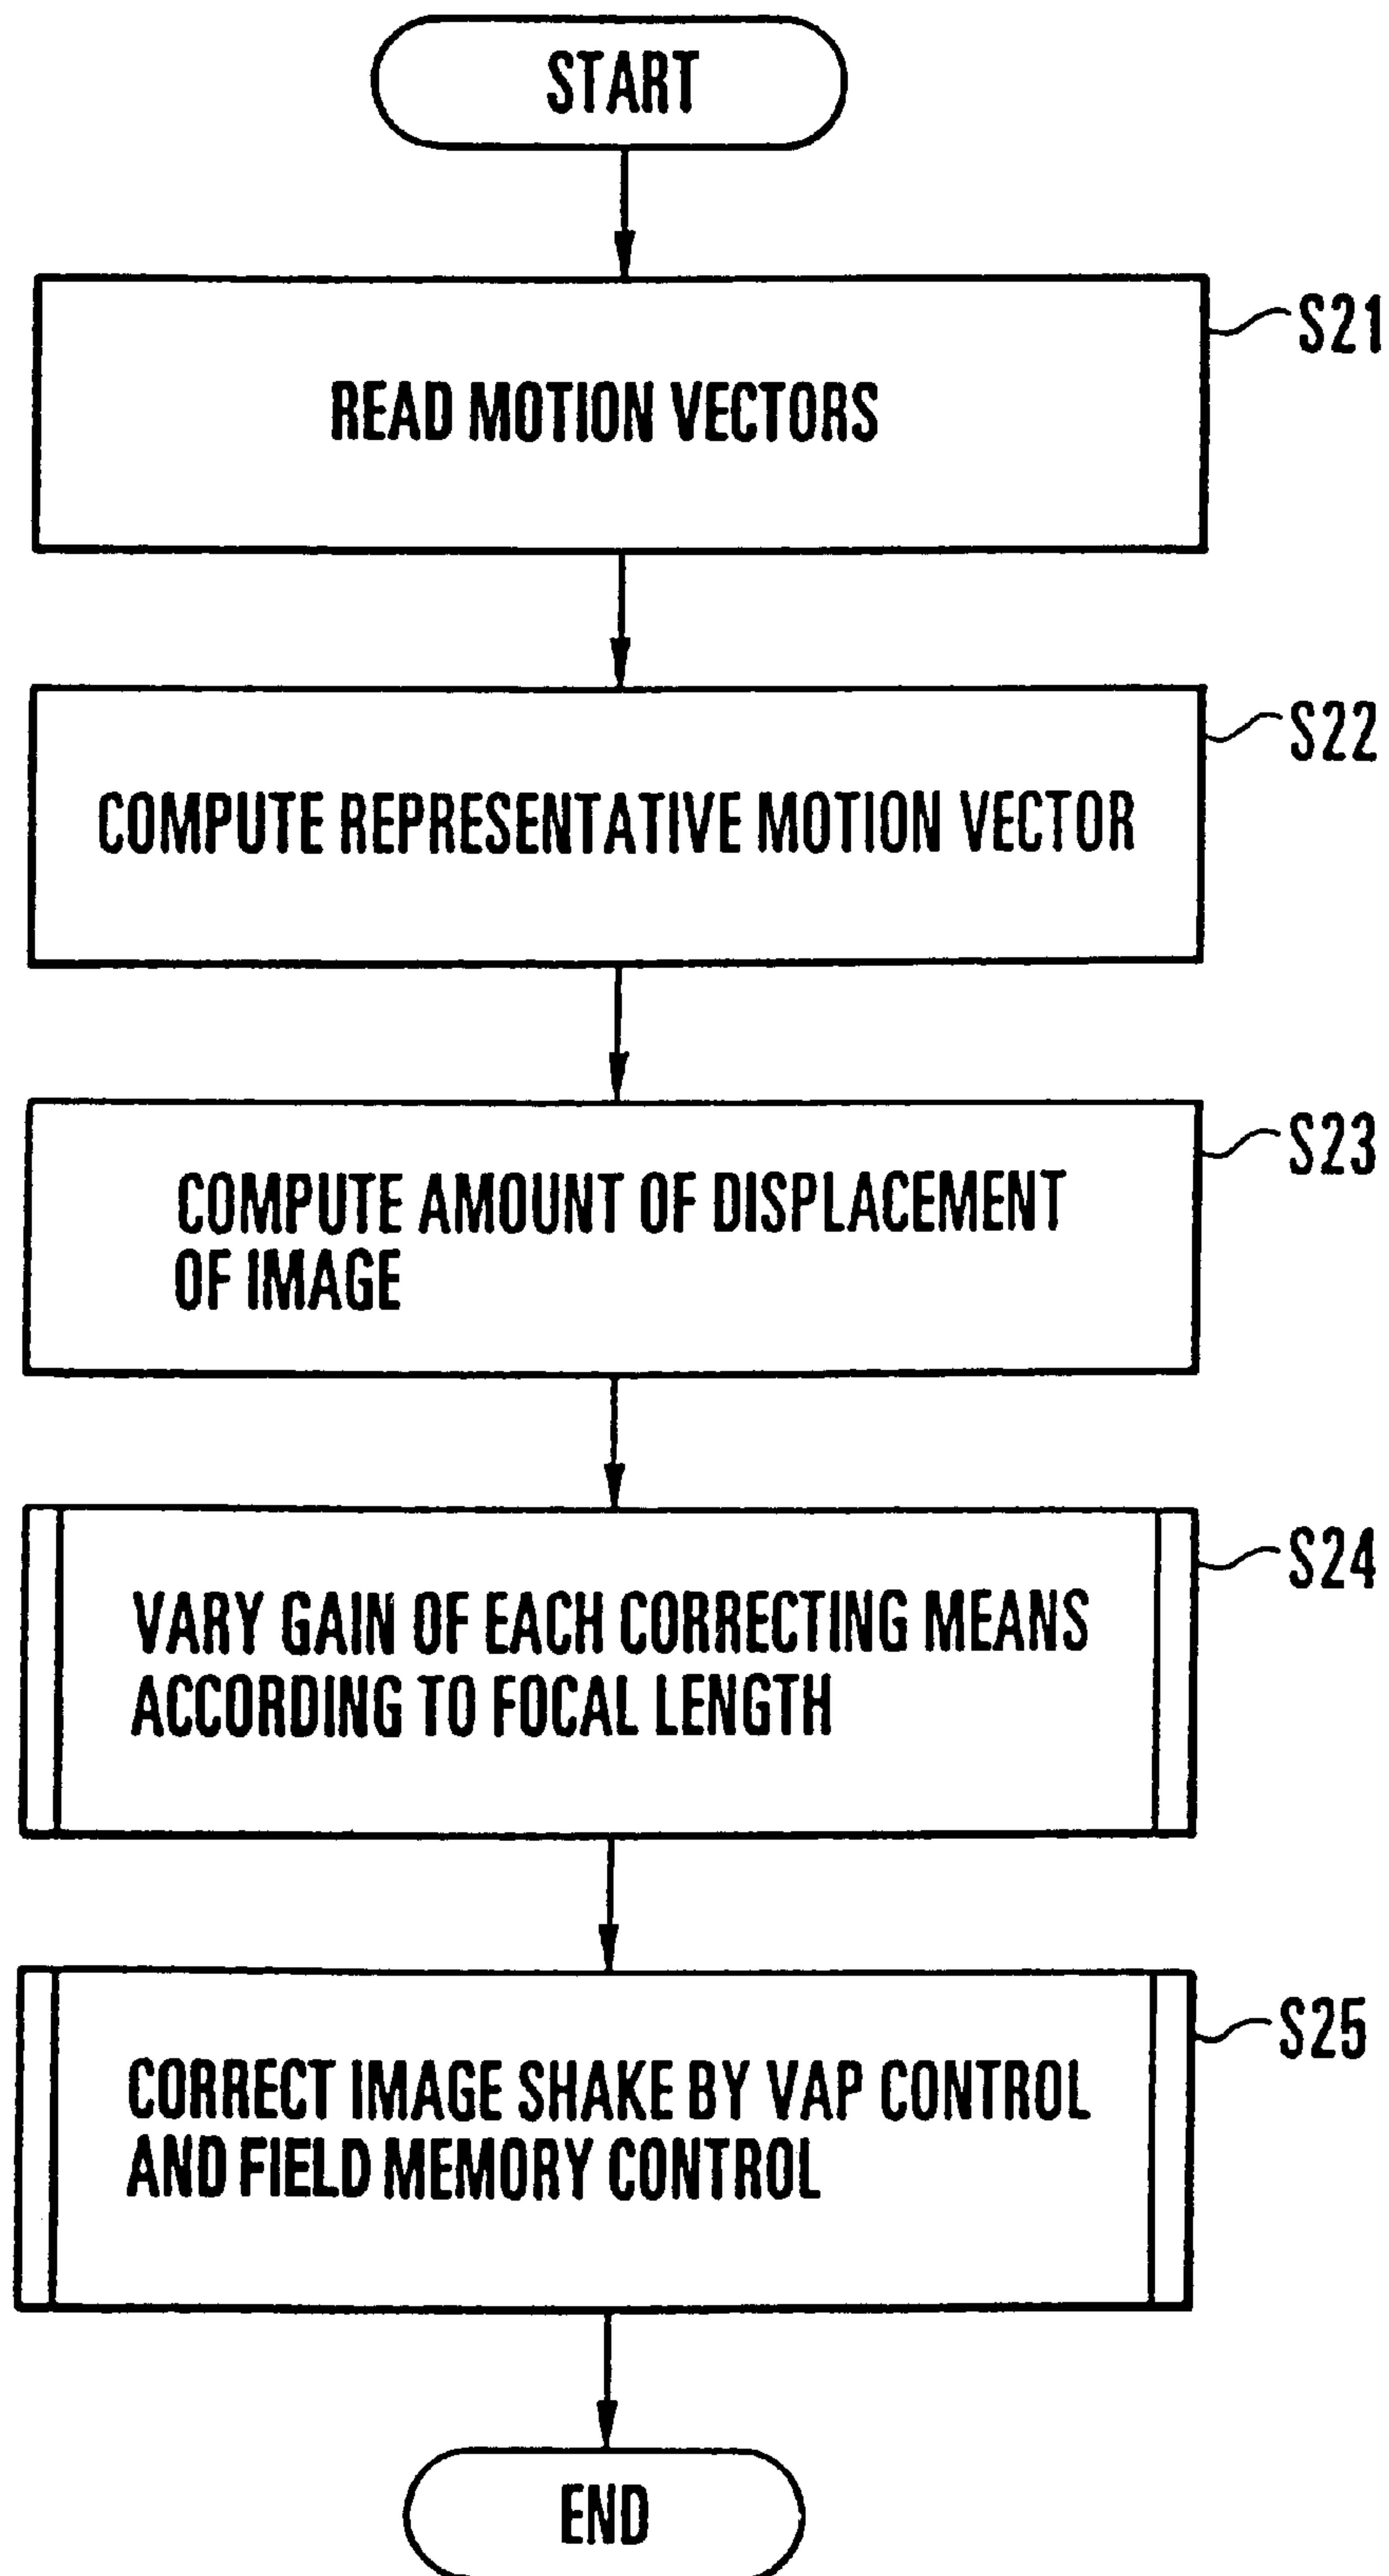 START
S21
READ MOTION VECTORS
S22
COMPUTE REPRESENTATIVE MOTION VECTOR
S23
COMPUTE AMOUNT OF DISPLACEMENT
OF IMAGE
S24
VARY GAIN OF EACH CORRECTING MEANS
ACCORDING TO FOCAL LENGTH
S25
CORRECT IMAGE SHAKE BY VAP CONTROL
AND FIELD MEMORY CONTROL
END